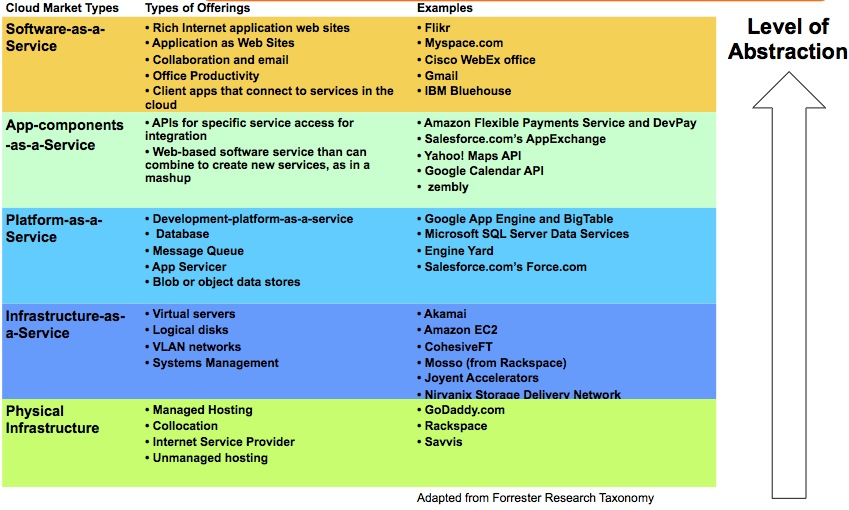 Cloud Market Types Types of Offerings Examples
Software-as-a-
Service
• Rich Internet application web sites
• Application as Web Sites
• Collaboration and email
• Office Productivity
• Client apps that connect to services in the
cloud
• Flikr
• Myspace.com
• Cisco WebEx office
• Gmail
• IBM Bluehouse
App-components
-as-a-Service
• APIs for specific service access for
integration
• Web-based software service than can
combine to create new services, as in a
mashup
• Amazon Flexible Payments Service and DevPay
• Salesforce.com's AppExchange
• Yahoo! Maps API
• Google Calendar API
• zembly
Platform-as-a-
Service
• Development-platform-as-a-service
• Database
• Message Queue
• App Servicer
• Blob or object data stores
• Google App Engine and BigTable
• Microsoft SQL Server Data Services
• Engine Yard
• Salesforce.com's Force.com
Infrastructure-as-
a-Service
• Virtual servers
• Logical disks
• VLAN networks
• Systems Management
• Akamai
• Amazon EC2
• CohesiveFT
• Mosso (from Rackspace)
• Joyent Accelerators
• Nirvanix Storage Delivery Network
Physical
Infrastructure
• Managed Hosting
• Collocation
• Internet Service Provider
• Unmanaged hosting
• GoDaddy.com
• Rackspace
• Savvis
Adapted from Forrester Research Taxonomy
Level of
Abstraction